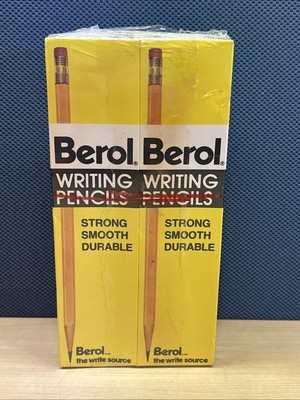 Berol® Berol®
WRITING WRITING
PENCILS PENCILS
STRONG STRONG
SMOOTH SMOOTH
DURABLE DURABLE
Berol... Berol...
the write source the write source